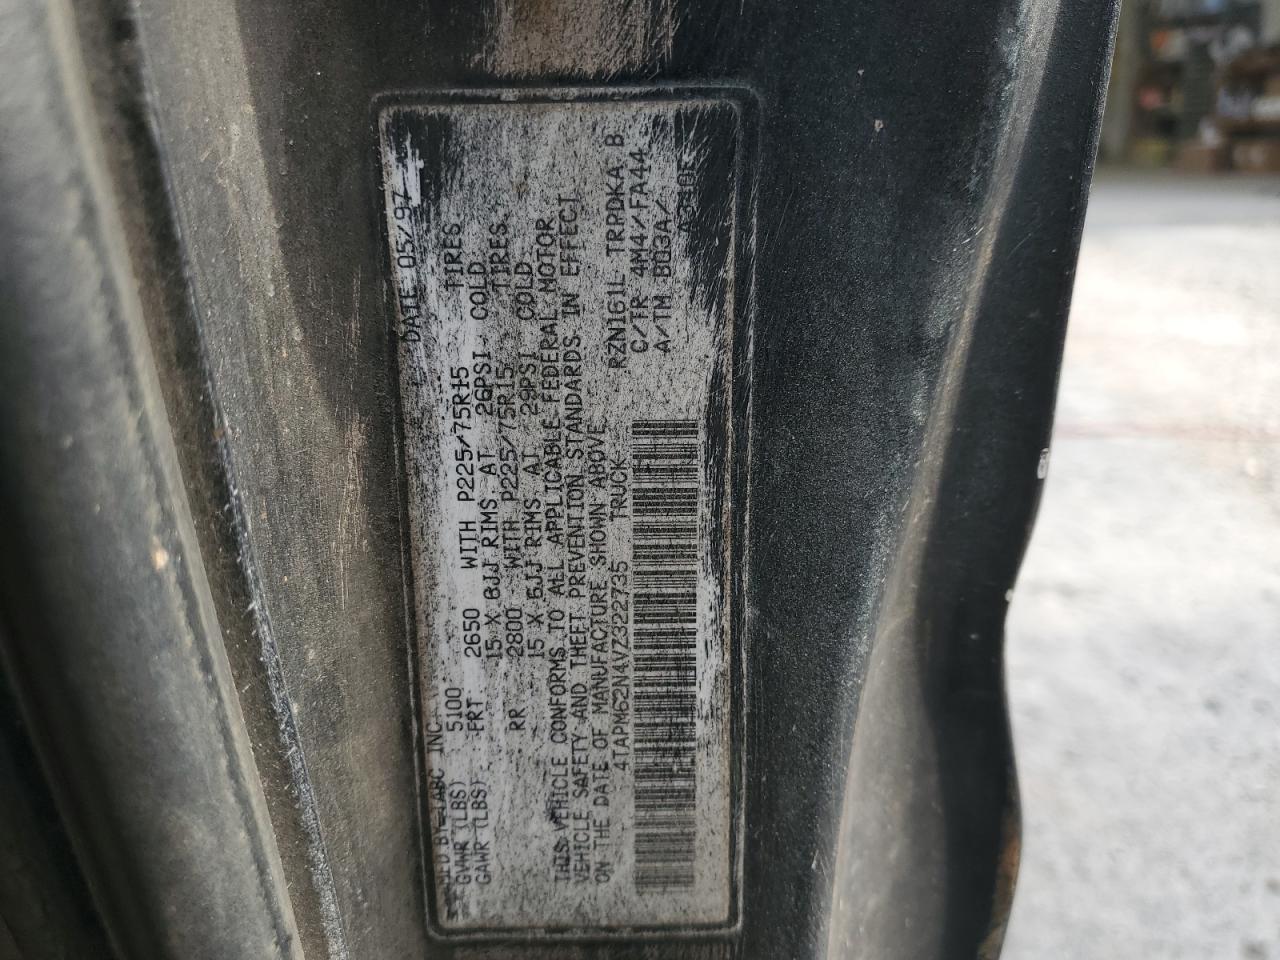 MFD BY TABC INC DATE 05/97
GVWR (LBS) 5100
GAWR (LBS) FRT 2650 WITH P225/75R15 TIRES
15 X 6JJ RIMS AT 26PSI COLD
RR 2800 WITH P225/75R15 TIRES
15 X 6JJ RIMS AT 29PSI COLD
THIS VEHICLE CONFORMS TO ALL APPLICABLE FEDERAL MOTOR
VEHICLE SAFETY AND THEFT PREVENTION STANDARDS IN EFFECT
ON THE DATE OF MANUFACTURE SHOWN ABOVE
4TAPM62N4VZ322735 TRUCK RZN161L TRPDKA B
C/TR 4M4/FA44
A/TM B03A/